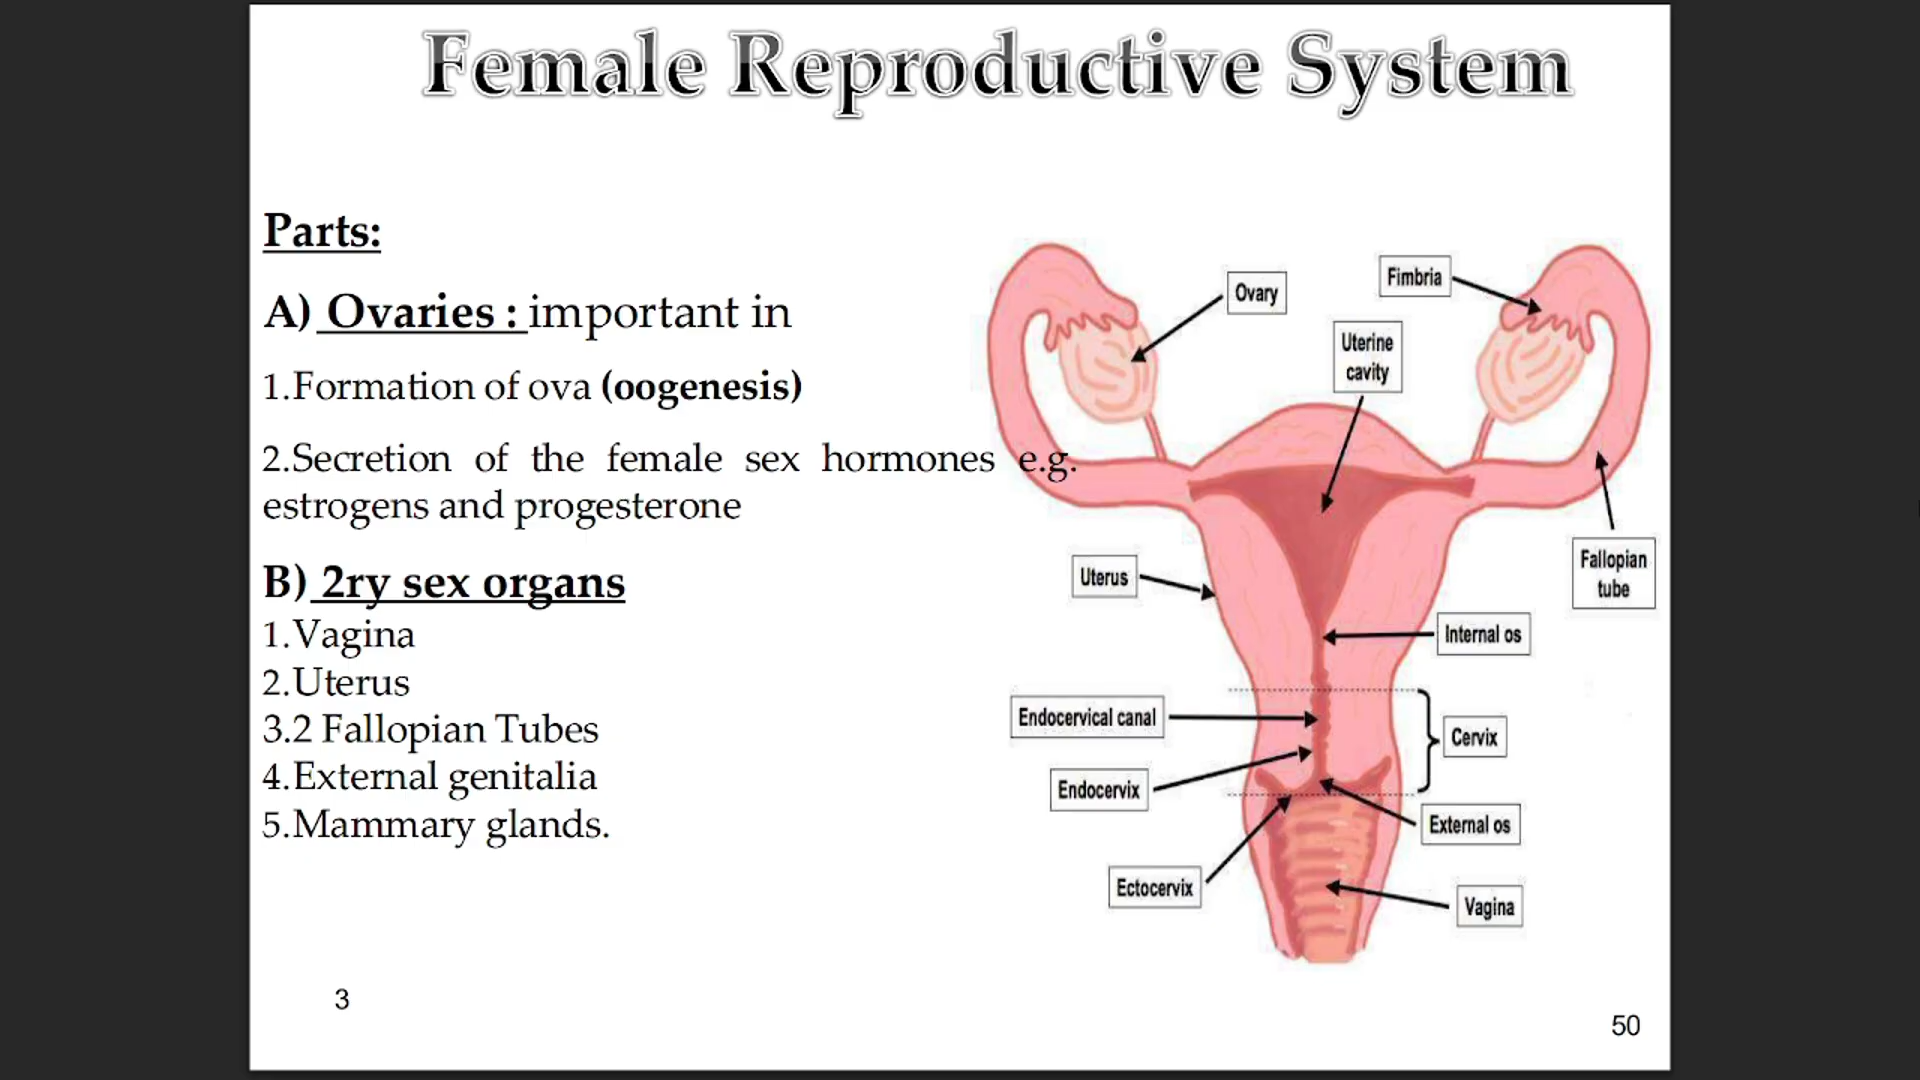 Female Reproductive System
Parts:
A) Ovaries : important in
1.Formation of ova (oogenesis)
2.Secretion of the female sex hormones e.g.
estrogens and progesterone
B) 2ry sex organs
1.Vagina
2.Uterus
3.2 Fallopian Tubes
4.External genitalia
5.Mammary glands.
Ovary
Fimbria
Uterine
cavity
Fallopian
tube
Uterus
Internal os
Endocervical canal
Cervix
Endocervix
External os
Ectocervix
Vagina
3
50